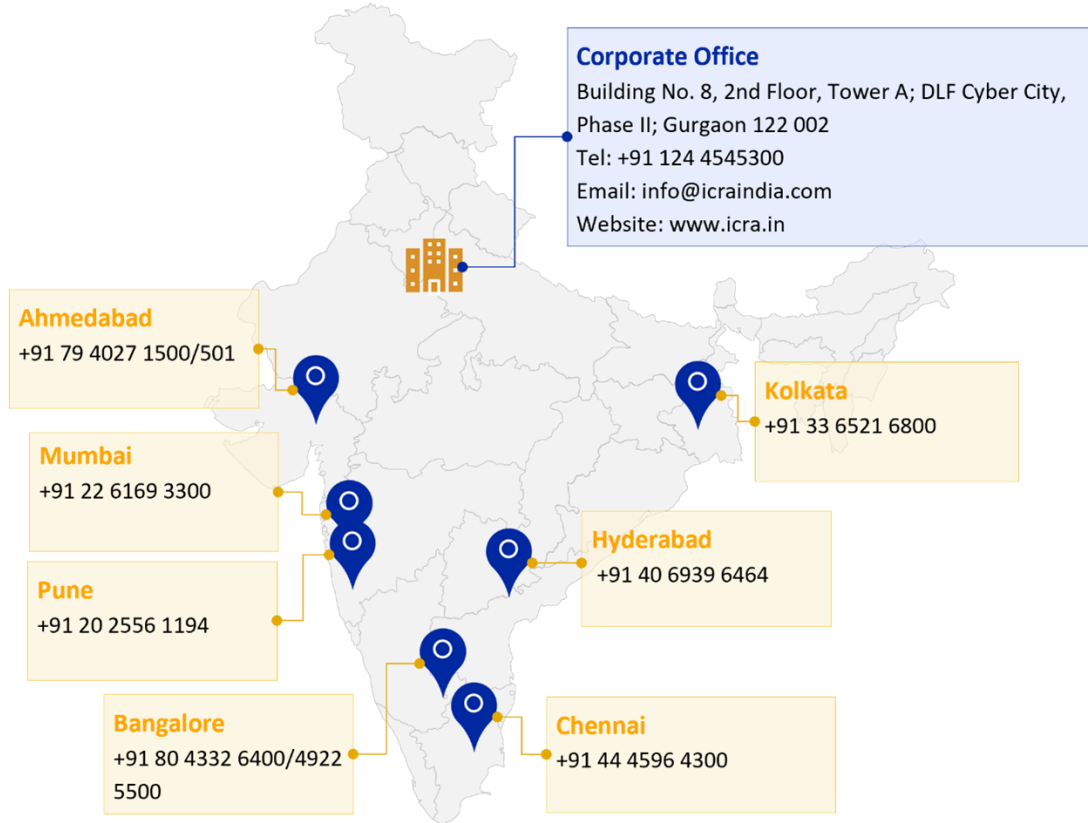 Corporate Office
Building No. 8, 2nd Floor, Tower A; DLF Cyber City,
Phase II; Gurgaon 122 002
Tel: +91 124 4545300
Email: info@icraindia.com
Website: www.icra.in
Ahmedabad
+91 79 4027 1500/501
Kolkata
+91 33 6521 6800
Mumbai
+91 22 6169 3300
Hyderabad
+91 40 6939 6464
Pune
+91 20 2556 1194
Bangalore
+91 80 4332 6400/4922
5500
Chennai
+91 44 4596 4300